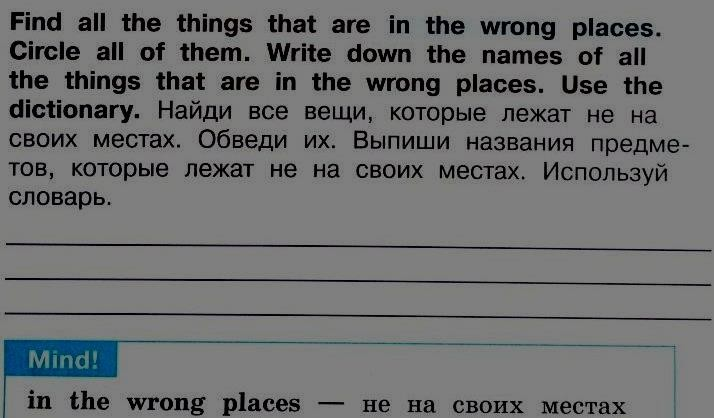 Find all the things that are in the wrong places.
Circle all of them. Write down the names of all
the things that are in the wrong places. Use the
dictionary. Найди все вещи, которые лежат не на
своих местах. Обведи их. Выпиши названия предме-
тов, которые лежат не на своих местах. Используй
словарь.
Mind!
in the wrong places — не на своих местах